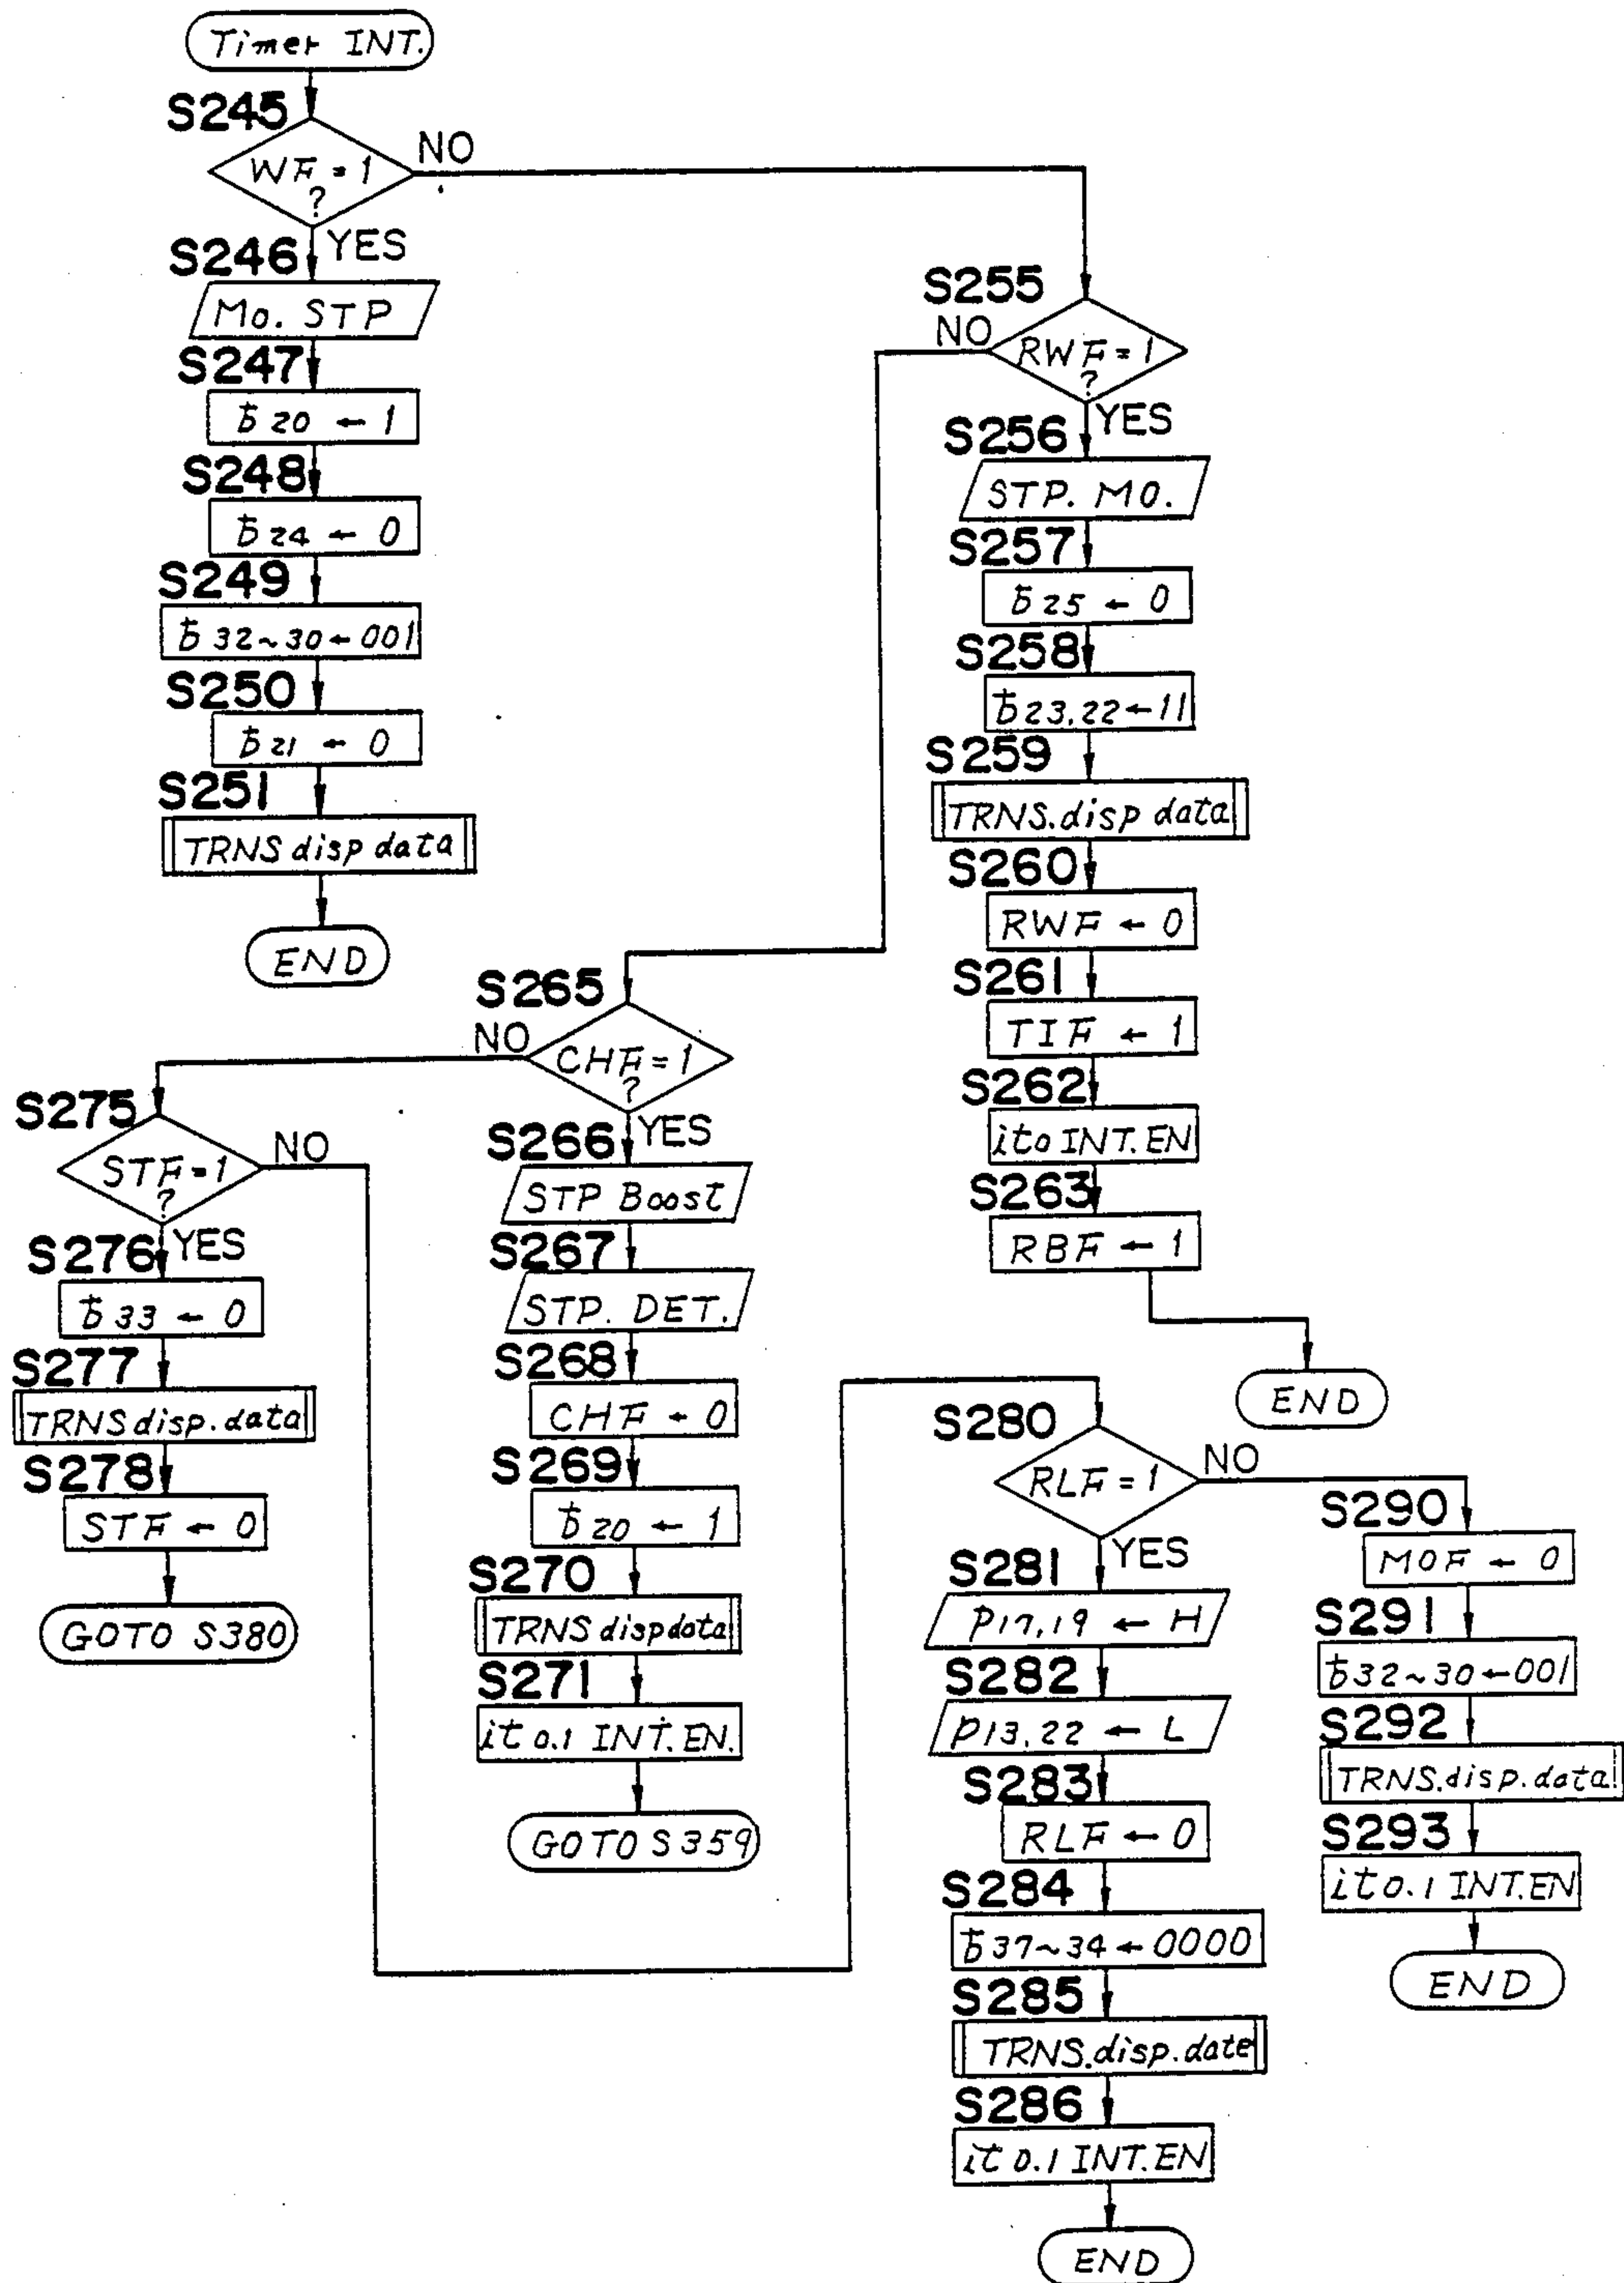 Timer INT.
S245
WF=1
?
NO
YES
S246
Mo. STP
S247
b20 ← 1
S248
b24 ← 0
S249
b32~30←001
S250
b21 ← 0
S251
TRNS disp data
END
S255
NO
RWF=1
?
YES
S256
STP. MO.
S257
b25 ← 0
S258
b23,22←11
S259
TRNS.disp data
S260
RWF ← 0
S261
TIF ← 1
S262
ito INT.EN
S263
RBF ← 1
END
S265
NO
CHF=1
?
YES
S266
STP Boost
S267
STP. DET.
S268
CHF ← 0
S269
b20 ← 1
S270
TRNS disp data
S271
it 0.1 INT.EN.
GOTO S359
S275
STF=1
?
NO
YES
S276
b33 ← 0
S277
TRNS disp.data
S278
STF ← 0
GOTO S380
S280
RLF=1
NO
YES
S281
P17,19 ← H
S282
P13,22 ← L
S283
RLF ← 0
S284
b37~34←0000
S285
TRNS.disp.date
S286
it 0.1 INT.EN
END
S290
MOF ← 0
S291
b32~30←001
S292
TRNS.disp.data
S293
it0.1 INT.EN
END